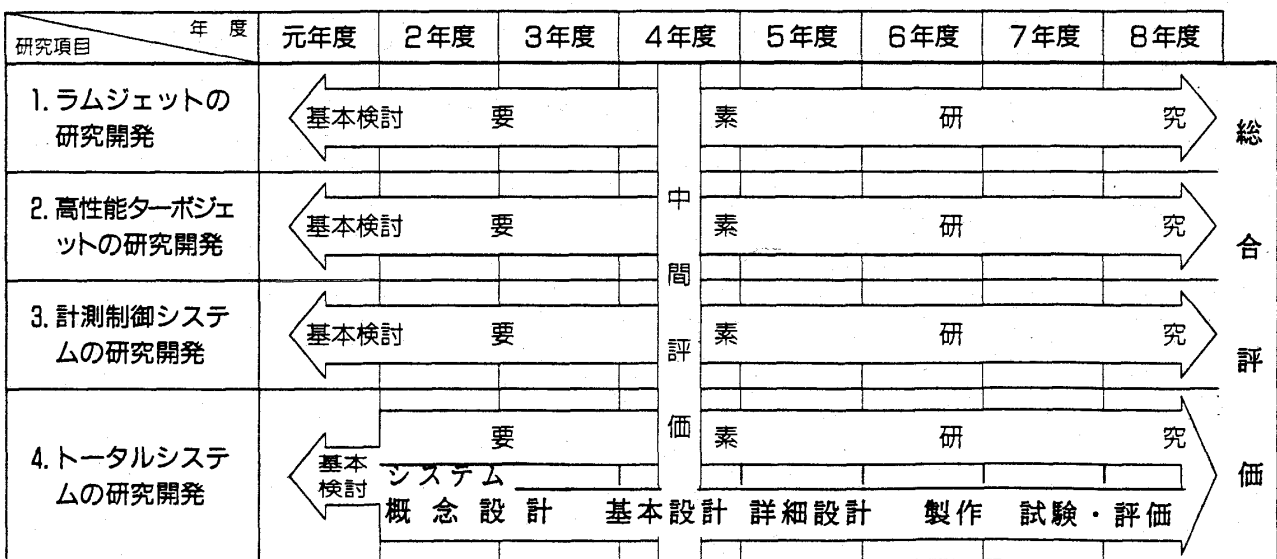 年度
研究項目
元年度 2年度 3年度 4年度 5年度 6年度 7年度 8年度
1. ラムジェットの
研究開発
基本検討 要 素 研 究
2. 高性能ターボジェ
ットの研究開発
基本検討 要 素 研 究
3. 計測制御システ
ムの研究開発
基本検討 要 素 研 究
4. トータルシステ
ムの研究開発
基本
検討
要 素 研 究
システム
概念設計 基本設計 詳細設計 製作 試験・評価
中間評価
総合評価